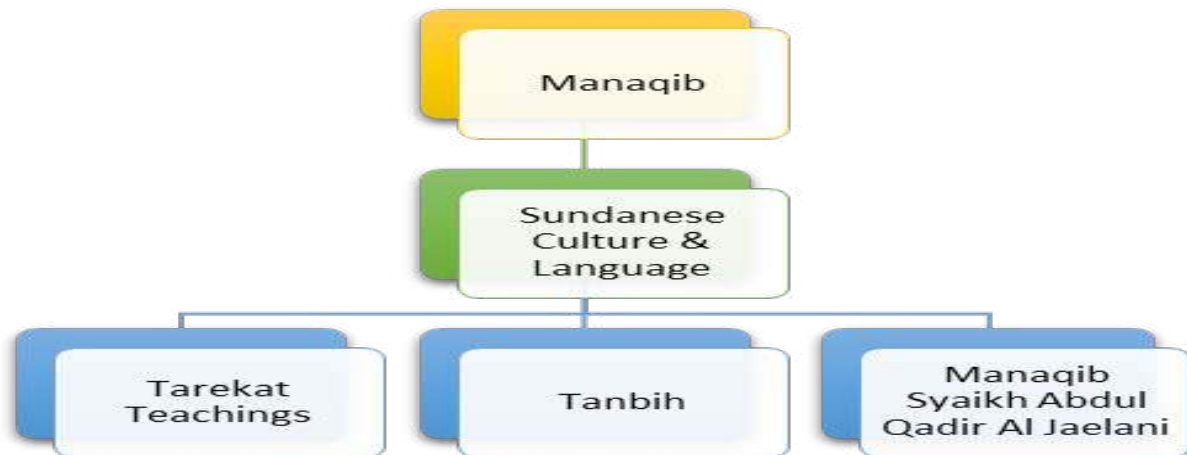 Manaqib
Sundanese
Culture &
Language
Tarekat
Teachings
Tanbih
Manaqib
Syaikh Abdul
Qadir Al Jaelani